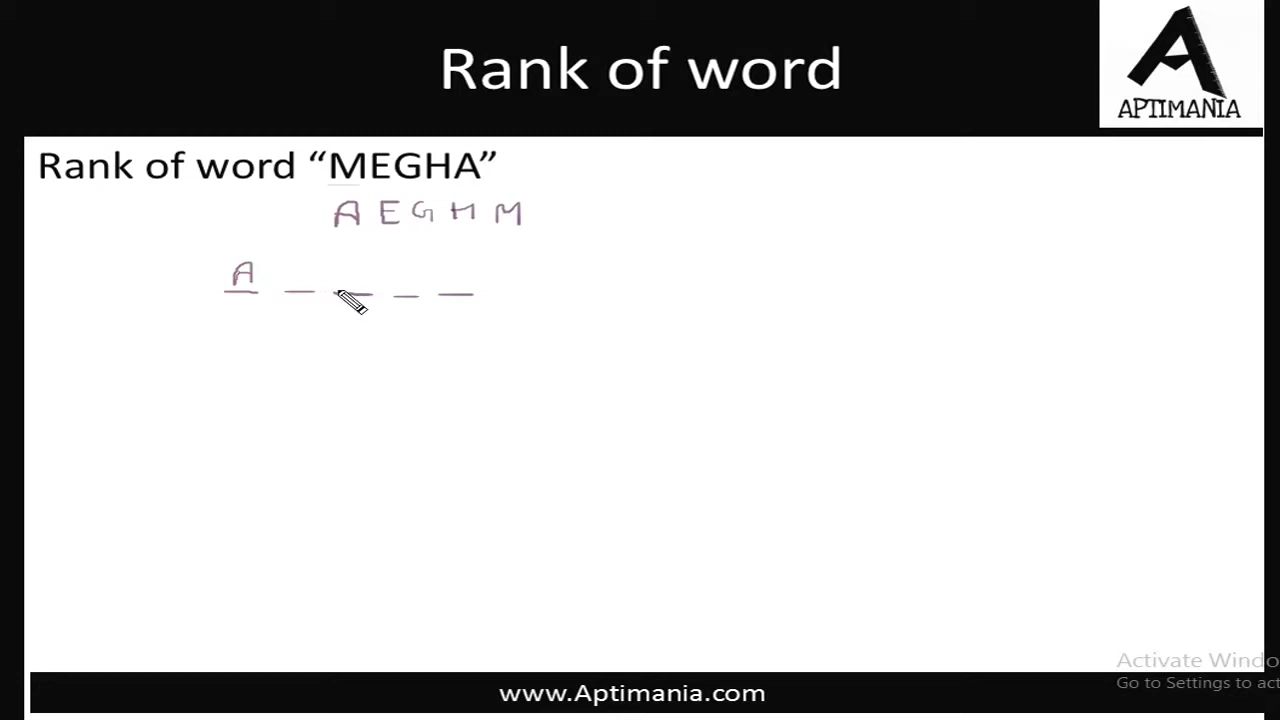 Rank of word
APTIMANIA
Rank of word “MEGHA”
A E G H M
A _ _ _ _
Activate Windo
Go to Settings to act
www.Aptimania.com